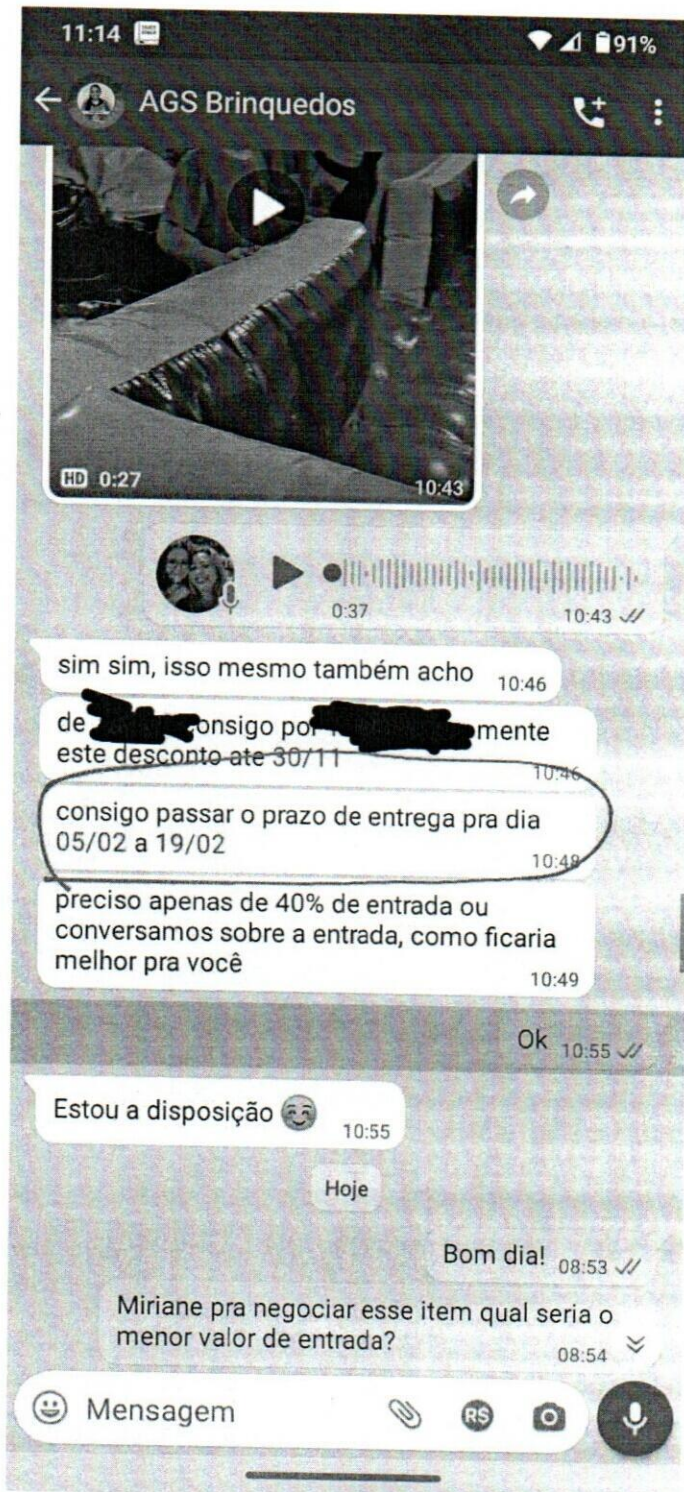 11:14
91%
AGS Brinquedos
HD 0:27
10:43
0:37
10:43
sim sim, isso mesmo também acho
10:46
de consigo por mente
este desconto ate 30/11
10:46
consigo passar o prazo de entrega pra dia
05/02 a 19/02
10:48
preciso apenas de 40% de entrada ou
conversamos sobre a entrada, como ficaria
melhor pra você
10:49
Ok
10:55
Estou a disposição
10:55
Hoje
Bom dia!
08:53
Miriane pra negociar esse item qual seria o
menor valor de entrada?
08:54
Mensagem
R$